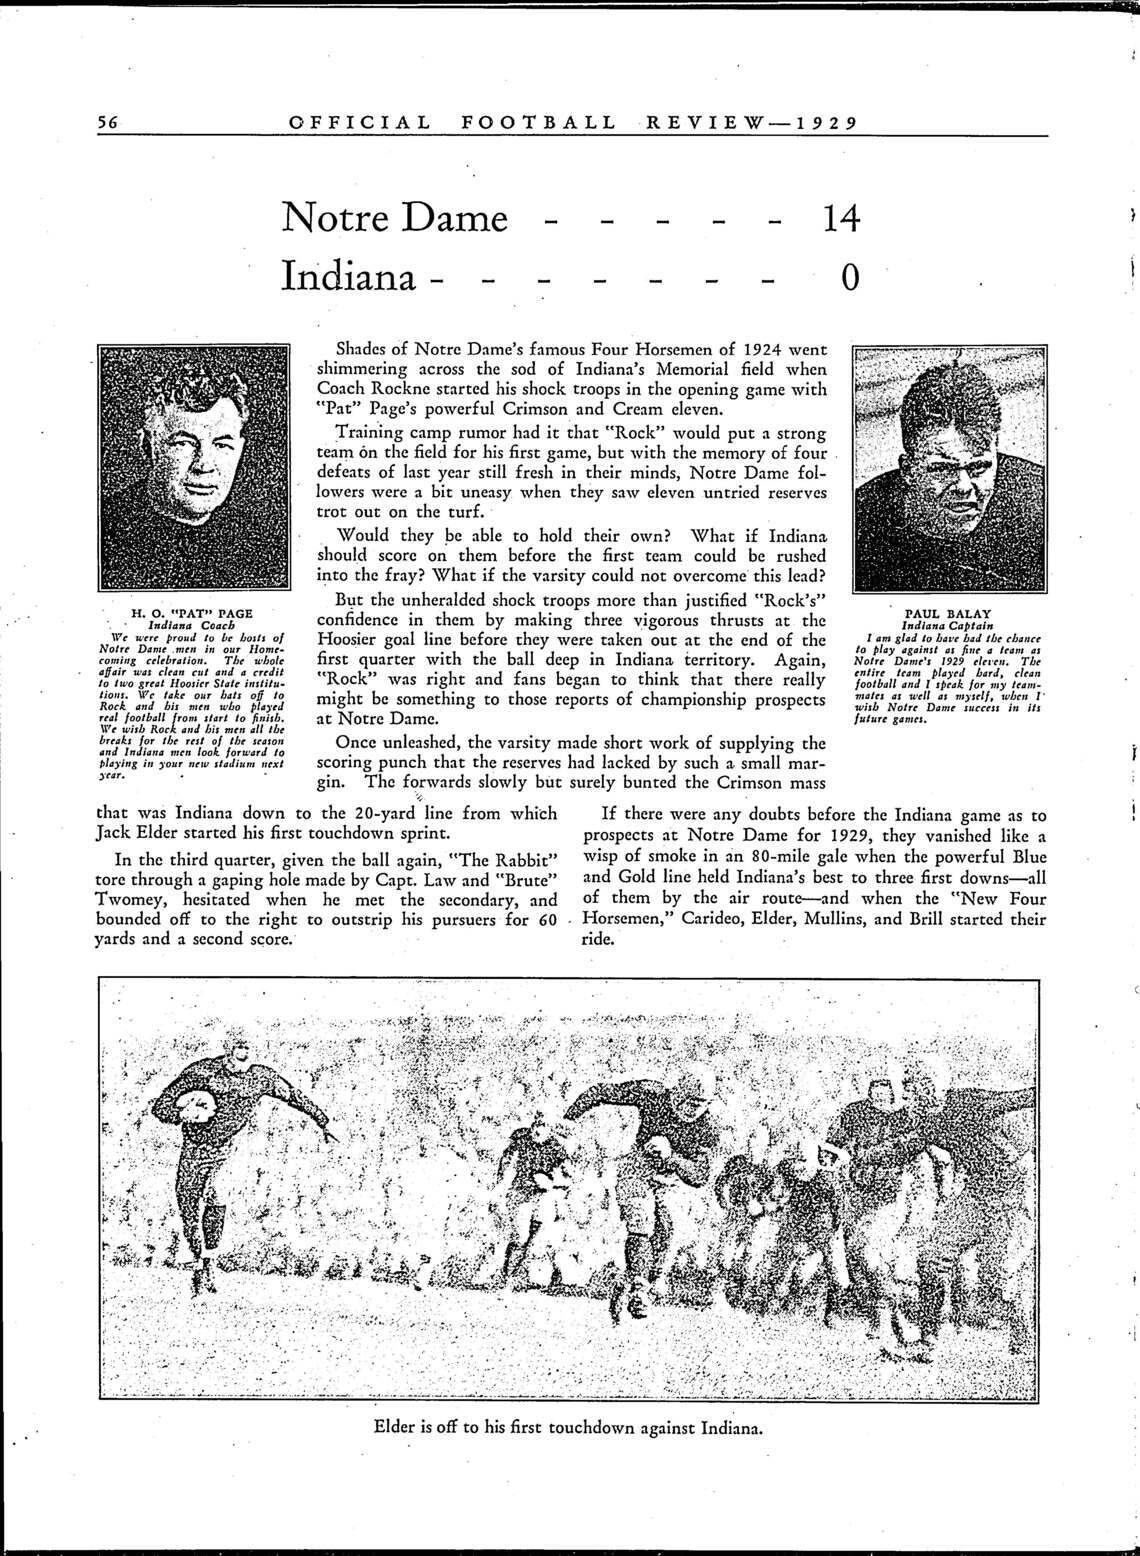 56 OFFICIAL FOOTBALL REVIEW—1929
Notre Dame - - - - - 14
Indiana - - - - - - - 0
Shades of Notre Dame's famous Four Horsemen of 1924 went
shimmering across the sod of Indiana's Memorial field when
Coach Rockne started his shock troops in the opening game with
"Pat" Page's powerful Crimson and Cream eleven.
Training camp rumor had it that "Rock" would put a strong
team on the field for his first game, but with the memory of four
defeats of last year still fresh in their minds, Notre Dame fol-
lowers were a bit uneasy when they saw eleven untried reserves
trot out on the turf.
Would they be able to hold their own? What if Indiana
should score on them before the first team could be rushed
into the fray? What if the varsity could not overcome this lead?
But the unheralded shock troops more than justified "Rock's"
confidence in them by making three vigorous thrusts at the
Hoosier goal line before they were taken out at the end of the
first quarter with the ball deep in Indiana territory. Again,
"Rock" was right and fans began to think that there really
might be something to those reports of championship prospects
at Notre Dame.
Once unleashed, the varsity made short work of supplying the
scoring punch that the reserves had lacked by such a small mar-
gin. The forwards slowly but surely bunted the Crimson mass
H. O. "PAT" PAGE
Indiana Coach
We were proud to be hosts of
Notre Dame men in our Home-
coming celebration. The whole
affair was clean cut and a credit
to two great Hoosier State institu-
tions. We take our hats off to
Rock and his men who played
real football from start to finish.
We wish Rock and his men all the
breaks for the rest of the season
and Indiana men look forward to
playing in your new stadium next
year.
PAUL BALAY
Indiana Captain
I am glad to have had the chance
to play against as fine a team as
Notre Dame's 1929 eleven. The
entire team played hard, clean
football and I speak for my team-
mates as well as myself, when I
wish Notre Dame success in its
future games.
that was Indiana down to the 20-yard line from which
Jack Elder started his first touchdown sprint.
In the third quarter, given the ball again, "The Rabbit"
tore through a gaping hole made by Capt. Law and "Brute"
Twomey, hesitated when he met the secondary, and
bounded off to the right to outstrip his pursuers for 60
yards and a second score.
If there were any doubts before the Indiana game as to
prospects at Notre Dame for 1929, they vanished like a
wisp of smoke in an 80-mile gale when the powerful Blue
and Gold line held Indiana's best to three first downs—all
of them by the air route—and when the "New Four
Horsemen," Carideo, Elder, Mullins, and Brill started their
ride.
Elder is off to his first touchdown against Indiana.